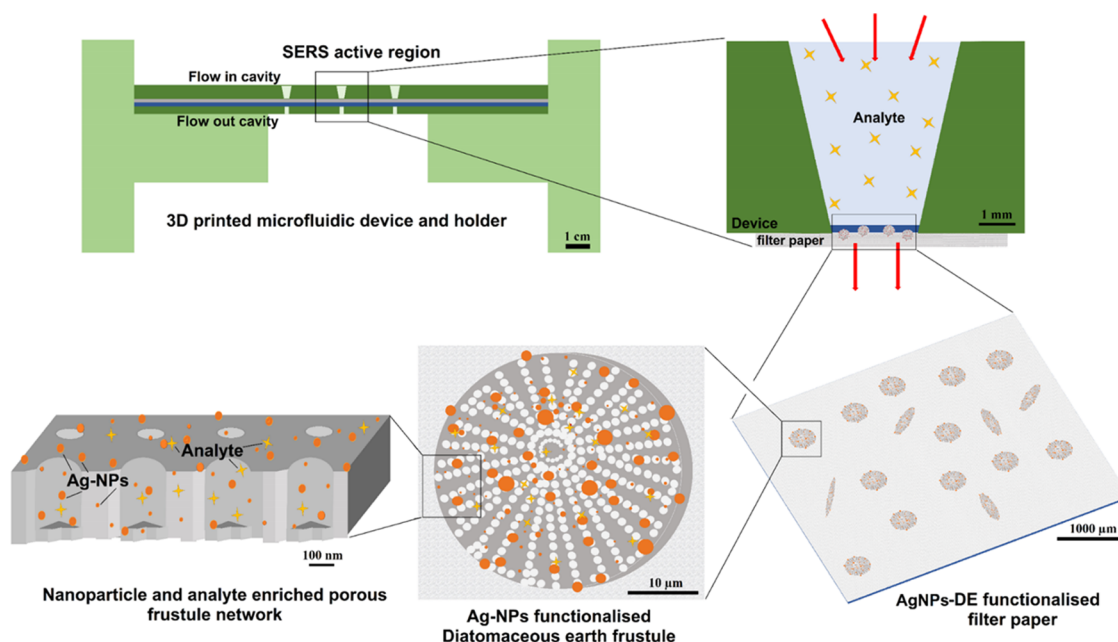 SERS active region
Flow in cavity
Flow out cavity
3D printed microfluidic device and holder
1 cm
Analyte
Device
1 mm
filter paper
Analyte
Ag-NPs
100 nm
Nanoparticle and analyte enriched porous
frustule network
10 µm
Ag-NPs functionalised
Diatomaceous earth frustule
1000 µm
AgNPs-DE functionalised
filter paper